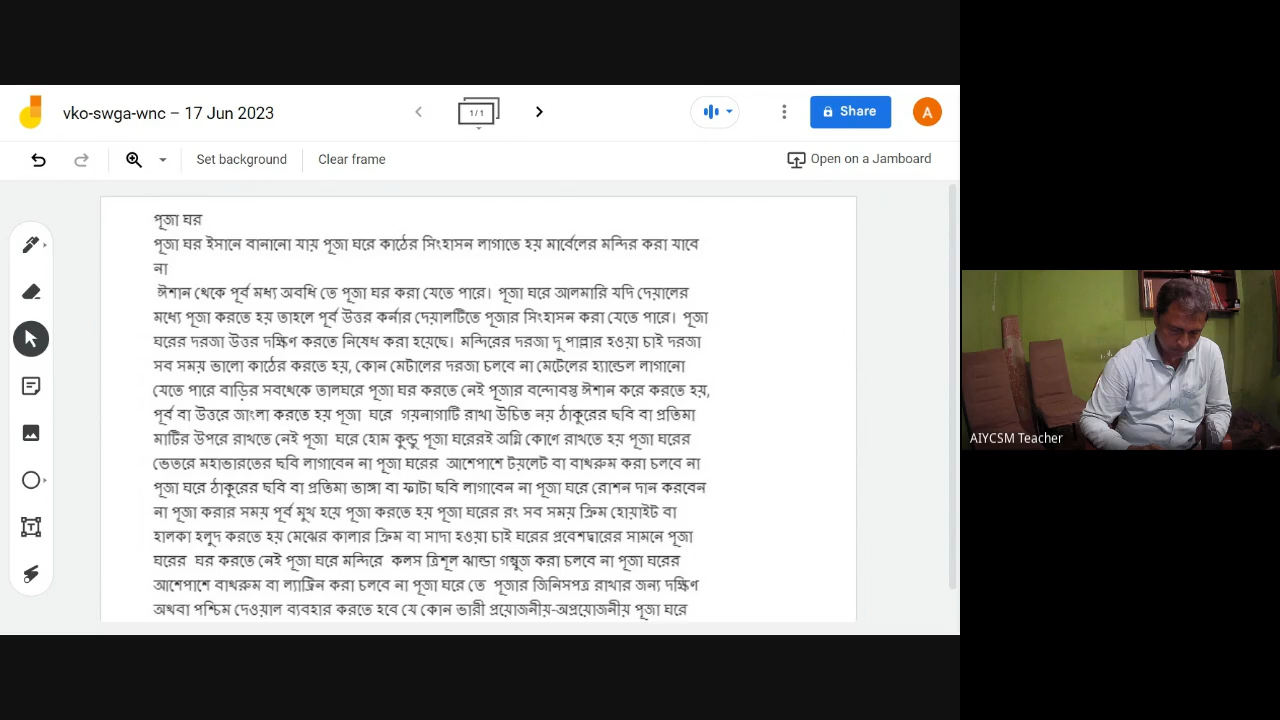 vko-swga-wnc – 17 Jun 2023
1 / 1
Share
A
Set background
Clear frame
Open on a Jamboard
পূজা ঘর
পূজা ঘর ইসানে বানানো যায় পূজা ঘরে কাঠের সিংহাসন লাগাতে হয় মার্বেলের মন্দির করা যাবে
না
ঈশান থেকে পূর্ব মধ্য অবধি তে পূজা ঘর করা যেতে পারে। পূজা ঘরে আলমারি যদি দেয়ালের
মধ্যে পূজা করতে হয় তাহলে পূর্ব উত্তর কর্নার দেয়ালটিতে পূজার সিংহাসন করা যেতে পারে। পূজা
ঘরের দরজা উত্তর দক্ষিণ করতে নিষেধ করা হয়েছে। মন্দিরের দরজা দু পাল্লার হওয়া চাই দরজা
সব সময় ভালো কাঠের করতে হয়, কোন মেটালের দরজা চলবে না মেটেলের হ্যান্ডেল লাগানো
যেতে পারে বাড়ির সবথেকে তালঘরে পূজা ঘর করতে নেই পূজার বন্দোবস্ত ঈশান করে করতে হয়,
পূর্ব বা উত্তরে জাংলা করতে হয় পূজা ঘরে গয়নাগাটি রাখা উচিত নয় ঠাকুরের ছবি বা প্রতিমা
মাটির উপরে রাখতে নেই পূজা ঘরে হোম কুন্ডু পূজা ঘরেরই অগ্নি কোণে রাখতে হয় পূজা ঘরের
ভেতরে মহাভারতের ছবি লাগাবেন না পূজা ঘরের আশেপাশে টয়লেট বা বাথরুম করা চলবে না
পূজা ঘরে ঠাকুরের ছবি বা প্রতিমা ভাঙ্গা বা ফাটা ছবি লাগাবেন না পূজা ঘরে রোশন দান করবেন
না পূজা করার সময় পূর্ব মুখ হয়ে পূজা করতে হয় পূজা ঘরের রং সব সময় ক্রিম হোয়াইট বা
হালকা হলুদ করতে হয় মেঝের কালার ক্রিম বা সাদা হওয়া চাই ঘরের প্রবেশদ্বারের সামনে পূজা
ঘরের ঘর করতে নেই পূজা ঘরে মন্দিরে কলস ত্রিশূল ঝান্ডা গম্বুজ করা চলবে না পূজা ঘরের
আশেপাশে বাথরুম বা ল্যাট্রিন করা চলবে না পূজা ঘরে তে পূজার জিনিসপত্র রাখার জন্য দক্ষিণ
অথবা পশ্চিম দেওয়াল ব্যবহার করতে হবে যে কোন ভারী প্রয়োজনীয়-অপ্রয়োজনীয় পূজা ঘরে
AIYCSM Teacher